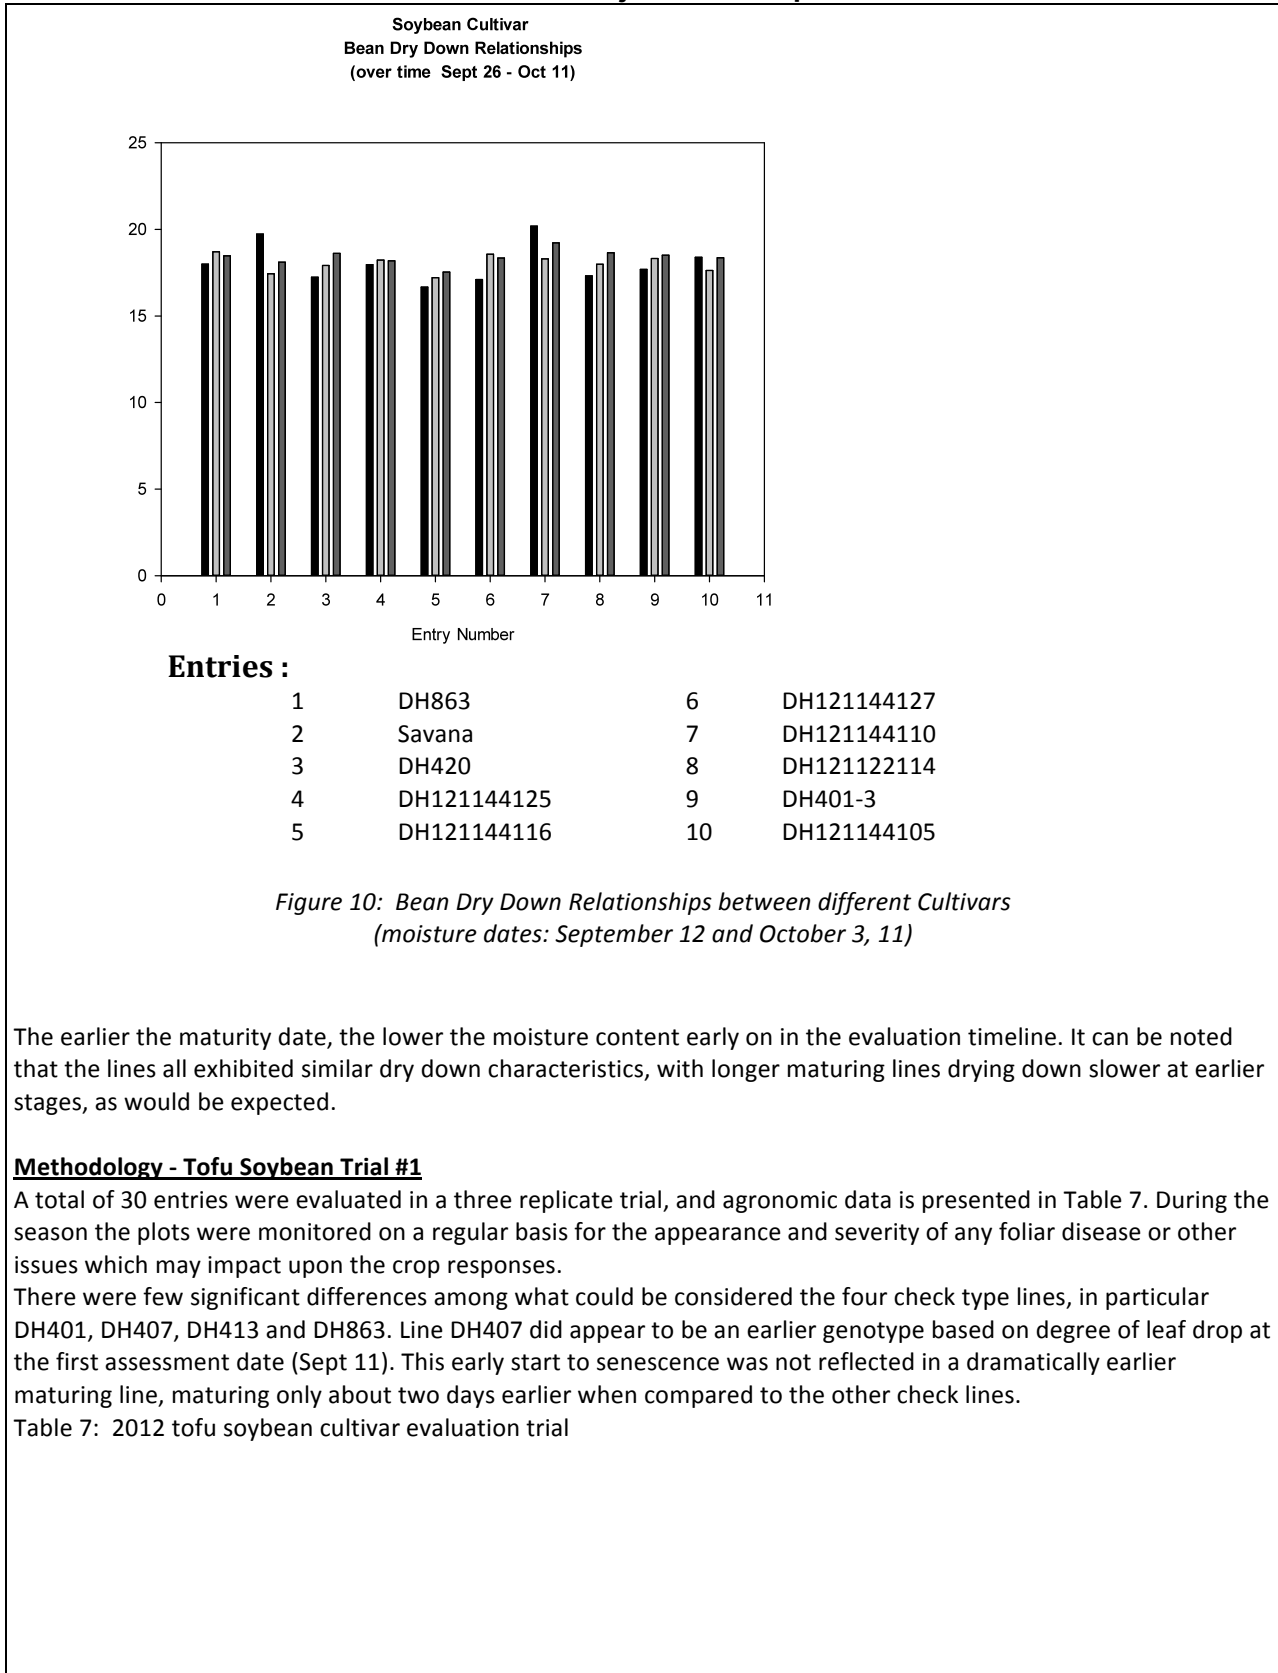 Soybean Cultivar
Bean Dry Down Relationships
(over time Sept 26 - Oct 11)
25
20
15
10
5
0
0 1 2 3 4 5 6 7 8 9 10 11
Entry Number
Entries :
1 DH863 6 DH121144127
2 Savana 7 DH121144110
3 DH420 8 DH121122114
4 DH121144125 9 DH401-3
5 DH121144116 10 DH121144105
Figure 10: Bean Dry Down Relationships between different Cultivars
(moisture dates: September 12 and October 3, 11)
The earlier the maturity date, the lower the moisture content early on in the evaluation timeline. It can be noted
that the lines all exhibited similar dry down characteristics, with longer maturing lines drying down slower at earlier
stages, as would be expected.
Methodology - Tofu Soybean Trial #1
A total of 30 entries were evaluated in a three replicate trial, and agronomic data is presented in Table 7. During the
season the plots were monitored on a regular basis for the appearance and severity of any foliar disease or other
issues which may impact upon the crop responses.
There were few significant differences among what could be considered the four check type lines, in particular
DH401, DH407, DH413 and DH863. Line DH407 did appear to be an earlier genotype based on degree of leaf drop at
the first assessment date (Sept 11). This early start to senescence was not reflected in a dramatically earlier
maturing line, maturing only about two days earlier when compared to the other check lines.
Table 7: 2012 tofu soybean cultivar evaluation trial